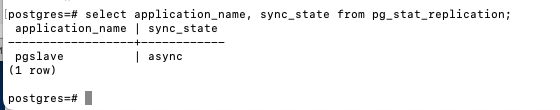 postgres=# select application_name, sync_state from pg_stat_replication;
 application_name | sync_state
------------------+------------
 pgslave          | async
(1 row)
postgres=#